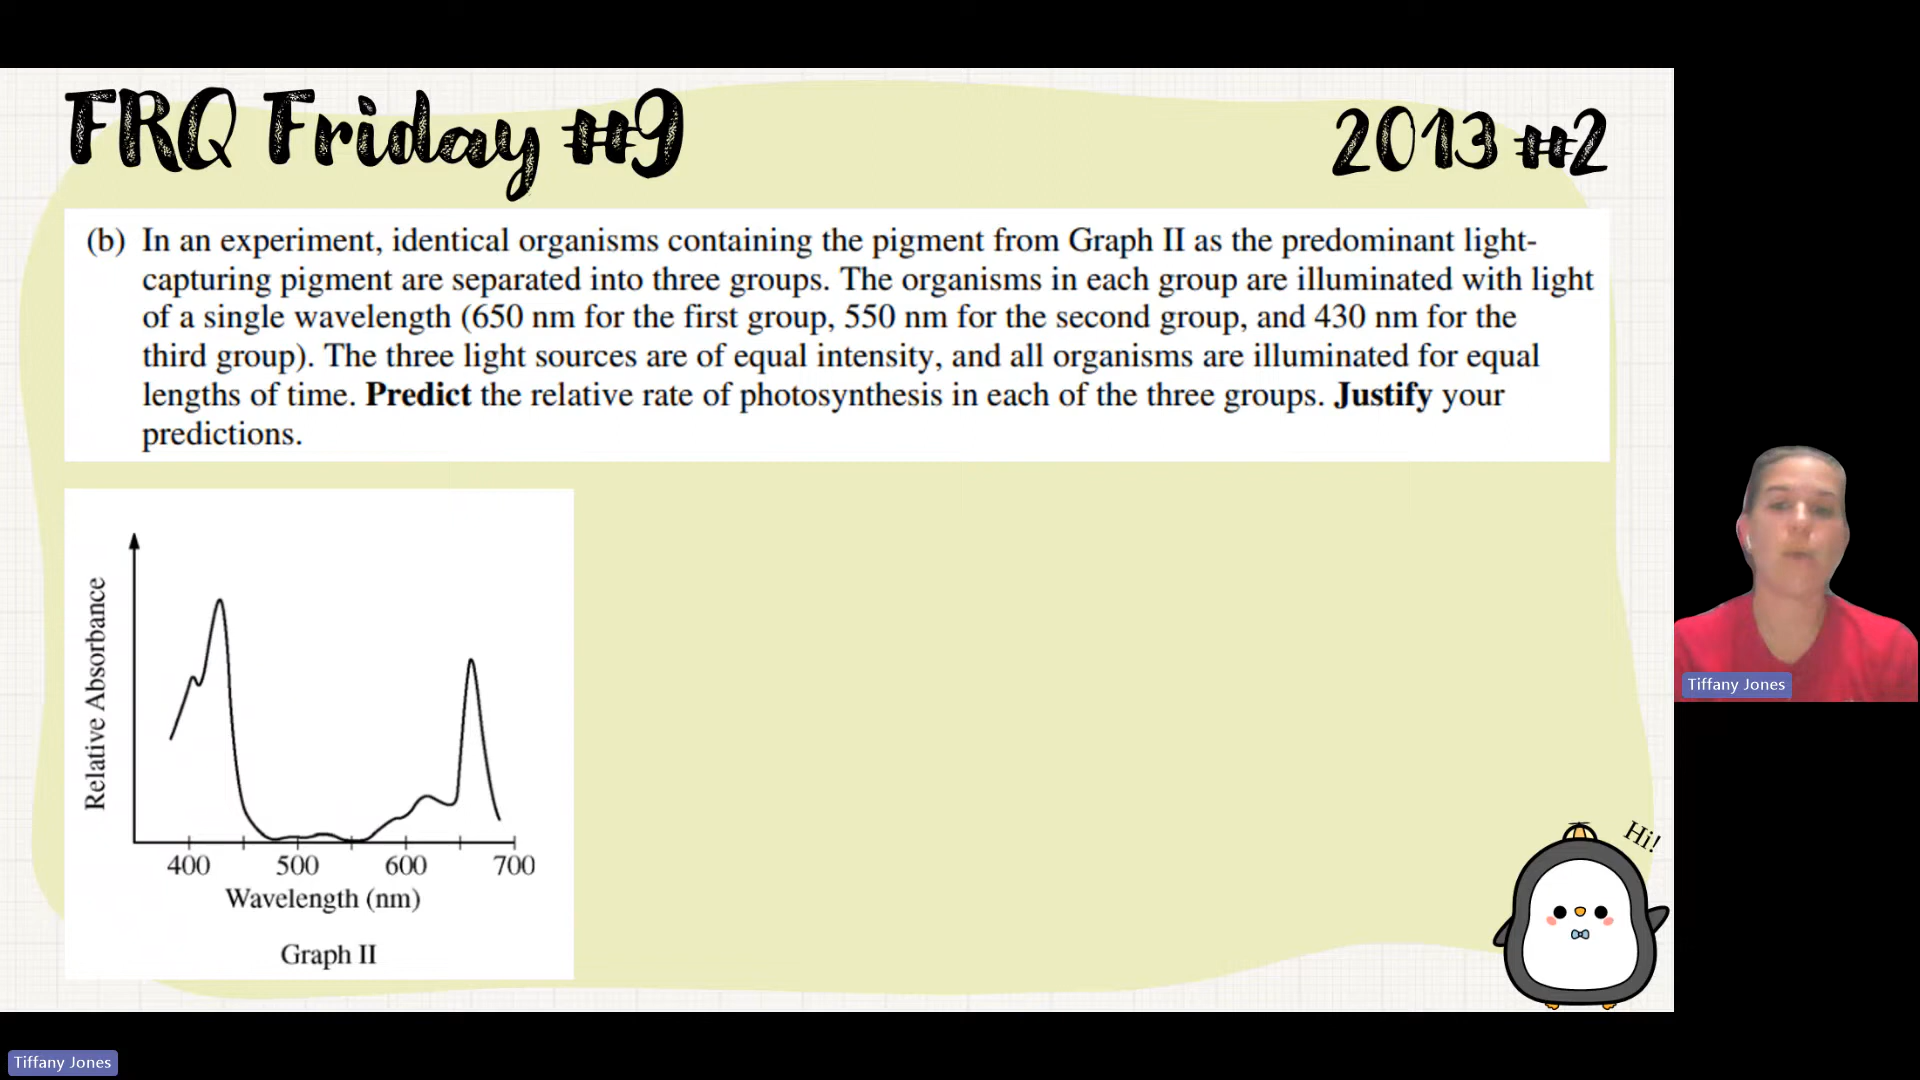 FRQ Friday #9
2013 #2
(b) In an experiment, identical organisms containing the pigment from Graph II as the predominant light-
capturing pigment are separated into three groups. The organisms in each group are illuminated with light
of a single wavelength (650 nm for the first group, 550 nm for the second group, and 430 nm for the
third group). The three light sources are of equal intensity, and all organisms are illuminated for equal
lengths of time. Predict the relative rate of photosynthesis in each of the three groups. Justify your
predictions.
Relative Absorbance
400 500 600 700
Wavelength (nm)
Graph II
Hi!
Tiffany Jones
Tiffany Jones